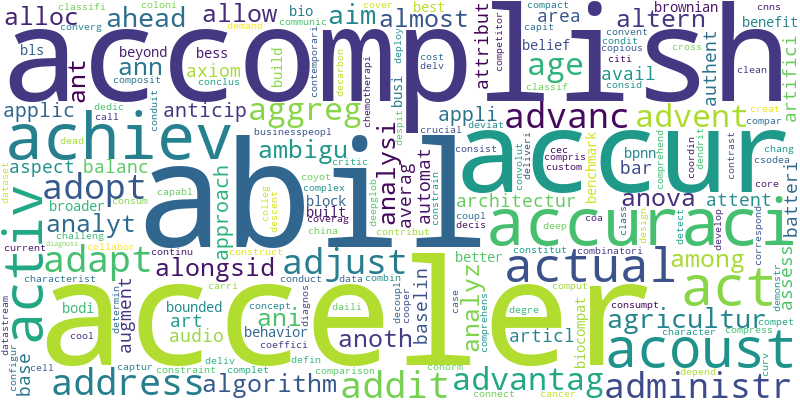 classifi coloni alloc ahead allow bio communic aim cover almost best compact altern brownian cnns
converg bls beyond bess demand cost delv deploy area capit convent condit copious cross benefit
accomplish
ant ann composit conclus axiom build contemporari decarbon chemotherapi busi belief citi competitor attribut authent clean artifici
applic dedic call conduit anticip aggreg despit appli avail classif consid creat
achiev businesspeopl crucial deviat advanc advent compar
dead abil ambigu critic analysi averag automat consist convolut deliveri cec compris custom benchmark accur bpnn bar coordin comprehend dendrit contrast chang csodea batteri
aspect balanc capabl coyot complex constrain architectur anova attent core
dataset adopt broader consum colleg descent block built coverag deepglob coupl decis coa class design detect develop correspond
activ challeng analyt approach china contribut constitut deep accuraci combinatori
current diagnosi collabor continu construct better actual among assess demonstr
adapt alongsid adjust analyz comprehens
characterist carri conduct data combin case comput consumpt act
datastream bodi determin augment bounded concept diagnos daili decoupl cooper baselin degre biocompat agricultur compet
acceler
cool art ani behavior coeffici anoth articl character compress curv
configur base cell audio deliv defin conform acoust
captur constraint complet comparison depend
address algorithm addit connect advantag cancer administr
age